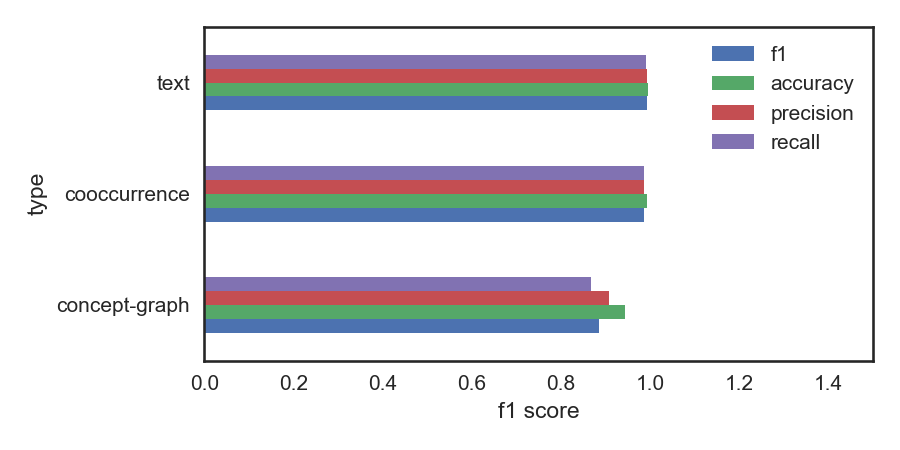 f1
accuracy
precision
recall
text
cooccurrence
concept-graph
type
0.0 0.2 0.4 0.6 0.8 1.0 1.2 1.4
f1 score